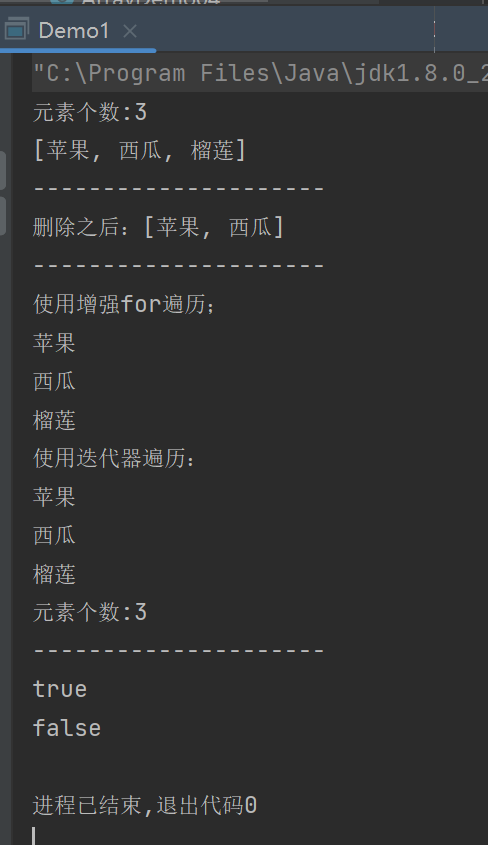 Demo1
"C:\Program Files\Java\jdk1.8.0_2
元素个数:3
[苹果, 西瓜, 榴莲]
---------------------
删除之后：[苹果, 西瓜]
---------------------
使用增强for遍历；
苹果
西瓜
榴莲
使用迭代器遍历：
苹果
西瓜
榴莲
元素个数:3
---------------------
true
false
进程已结束,退出代码0